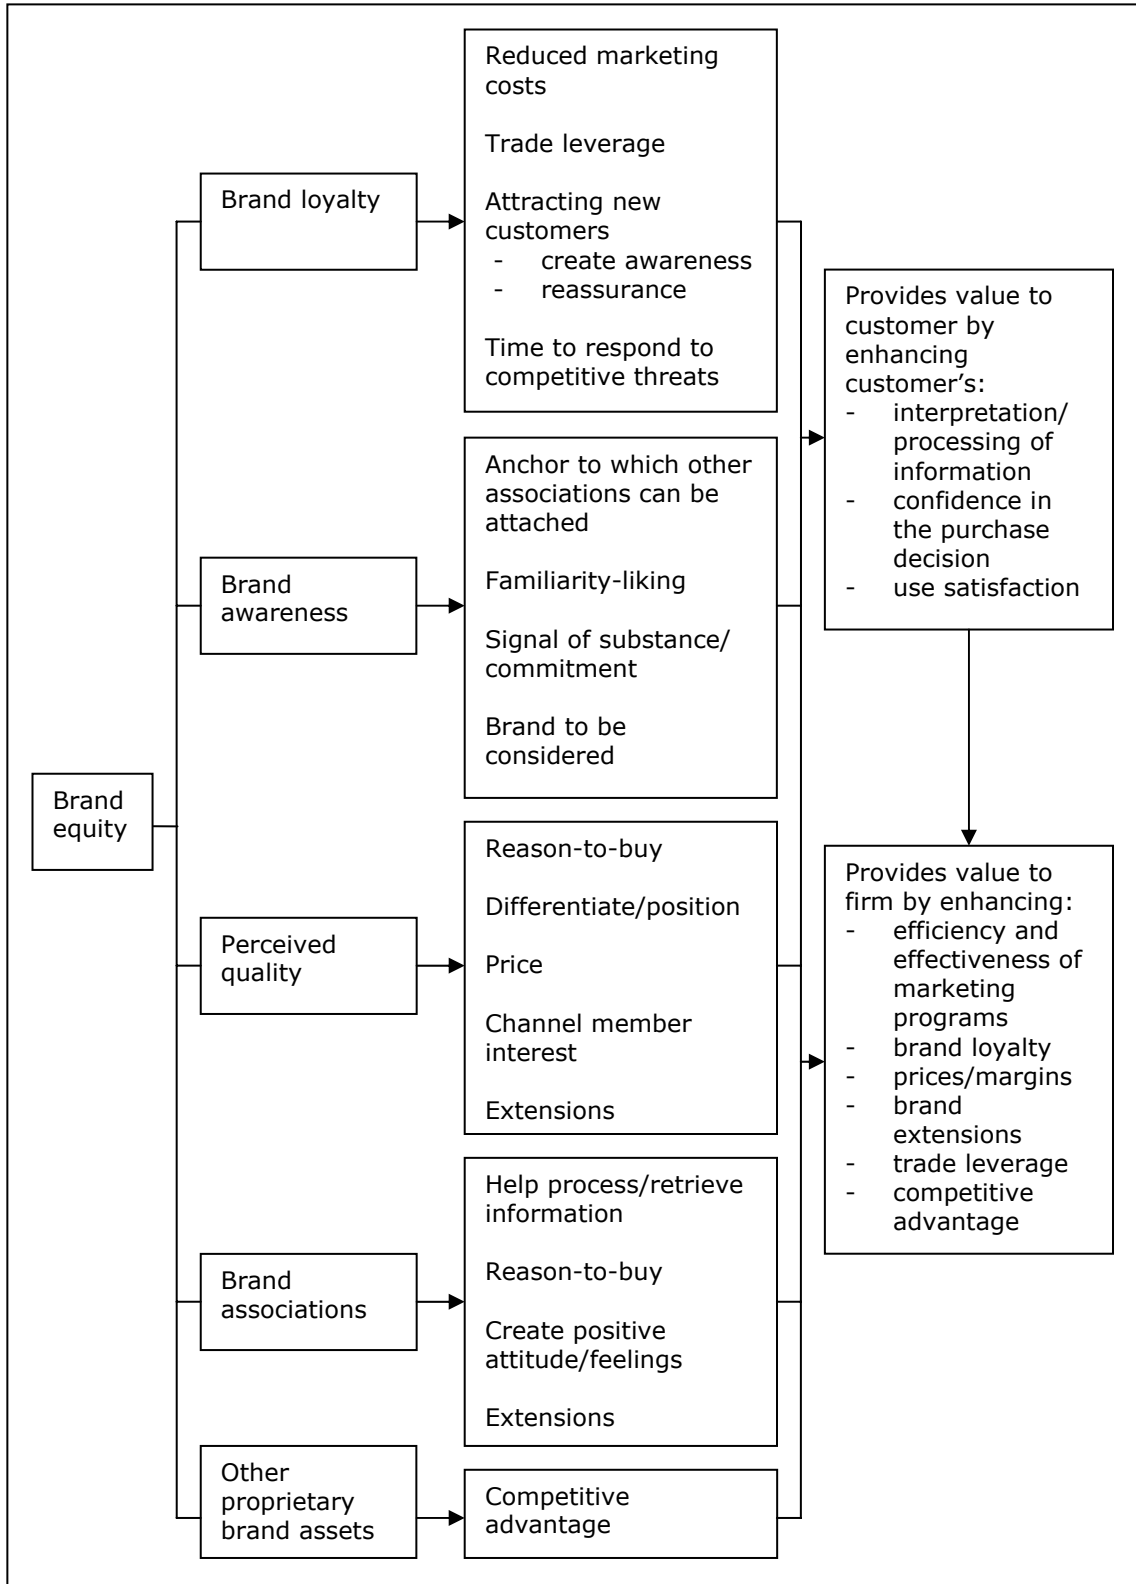 Brand
equity
Brand loyalty
Reduced marketing
costs
Trade leverage
Attracting new
customers
- create awareness
- reassurance
Time to respond to
competitive threats
Brand
awareness
Anchor to which other
associations can be
attached
Familiarity-liking
Signal of substance/
commitment
Brand to be
considered
Perceived
quality
Reason-to-buy
Differentiate/position
Price
Channel member
interest
Extensions
Brand
associations
Help process/retrieve
information
Reason-to-buy
Create positive
attitude/feelings
Extensions
Other
proprietary
brand assets
Competitive
advantage
Provides value to
customer by
enhancing
customer’s:
- interpretation/
processing of
information
- confidence in
the purchase
decision
- use satisfaction
Provides value to
firm by enhancing:
- efficiency and
effectiveness of
marketing
programs
- brand loyalty
- prices/margins
- brand
extensions
- trade leverage
- competitive
advantage